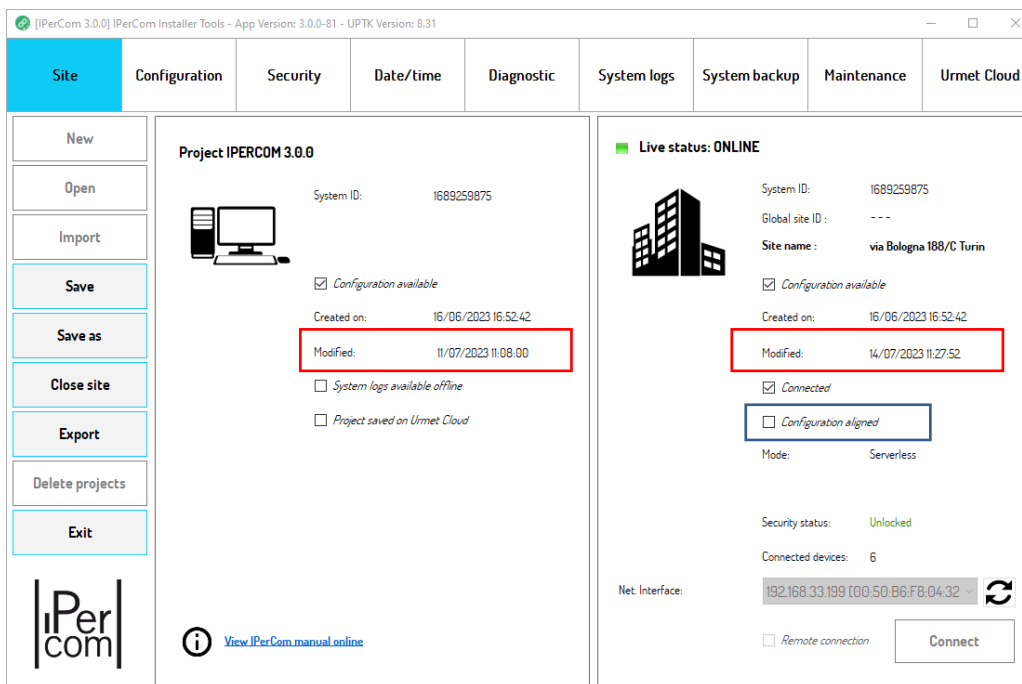 [IPerCom 3.0.0] IPerCom Installer Tools - App Version: 3.0.0-81 - UPTK Version: 8.31
Site
Configuration
Security
Date/time
Diagnostic
System logs
System backup
Maintenance
Urmet Cloud
New
Open
Import
Save
Save as
Close site
Export
Delete projects
Exit
IPer
com
Project IPERCOM 3.0.0
System ID: 1689259875
Configuration available
Created on: 16/06/2023 16:52:42
Modified: 11/07/2023 11:08:00
System logs available offline
Project saved on Urmet Cloud
View IPerCom manual online
Live status: ONLINE
System ID: 1689259875
Global site ID : ---
Site name : via Bologna 188/C Turin
Configuration available
Created on: 16/06/2023 16:52:42
Modified: 14/07/2023 11:27:52
Connected
Configuration aligned
Mode: Serverless
Security status: Unlocked
Connected devices: 6
Net. Interface: 192.168.33.199 [00:50:B6:F8:04:32
Remote connection
Connect